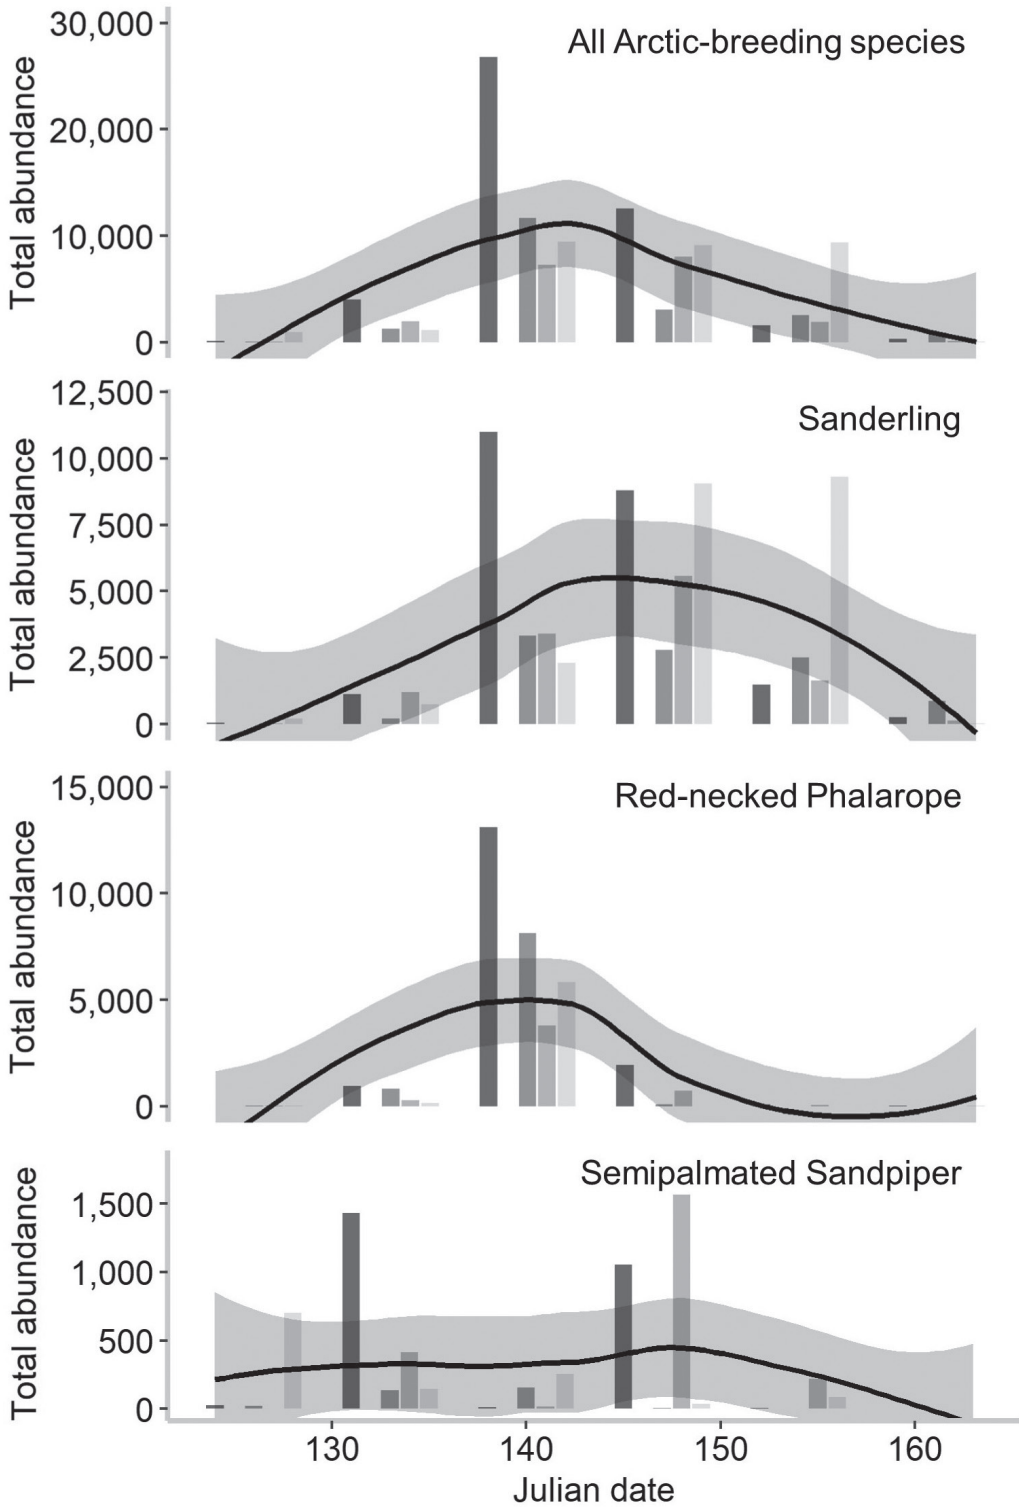 All Arctic-breeding species
Total abundance
30,000
20,000
10,000
0
Sanderling
Total abundance
12,500
10,000
7,500
5,000
2,500
0
Red-necked Phalarope
Total abundance
15,000
10,000
5,000
0
Semipalmated Sandpiper
Total abundance
1,500
1,000
500
0
130 140 150 160
Julian date